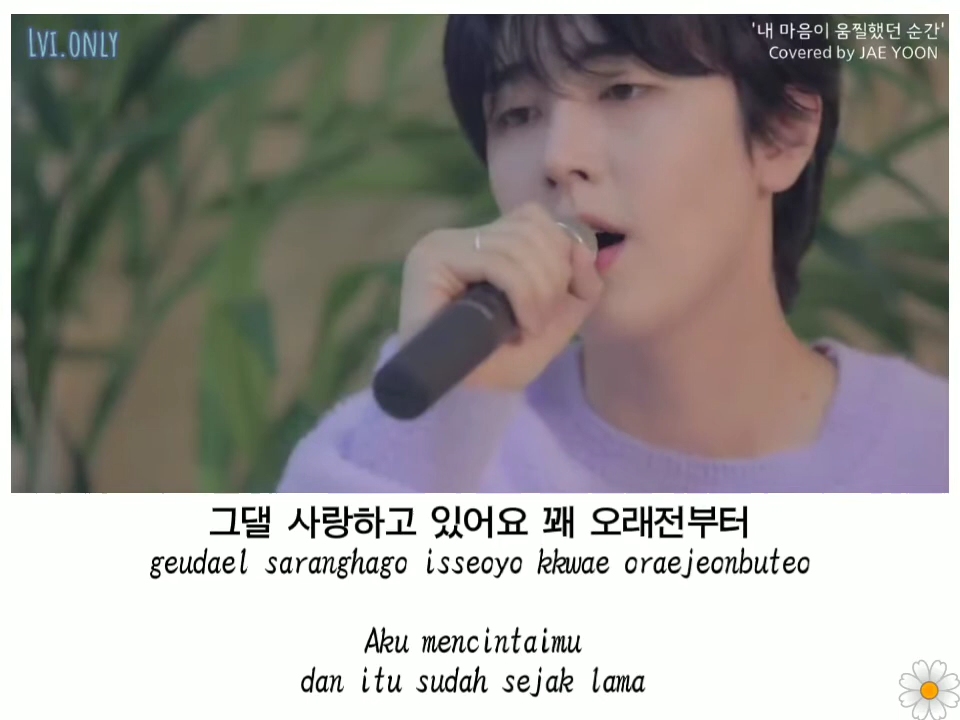 LVI.ONLY
'내 마음이 움찔했던 순간'
Covered by JAE YOON
그댈 사랑하고 있어요 꽤 오래전부터
geudael saranghago isseoyo kkwae oraejeonbuteo
Aku mencintaimu
dan itu sudah sejak lama